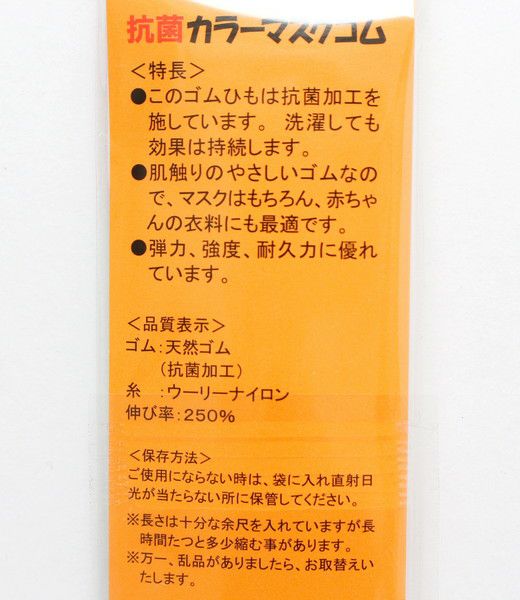 抗菌カラーマスクゴム
＜特長＞
●このゴムひもは抗菌加工を
施しています。 洗濯しても
効果は持続します。
●肌触りのやさしいゴムなの
で、マスクはもちろん、赤ちゃ
んの衣料にも最適です。
●弾力、強度、耐久力に優れ
ています。
＜品質表示＞
ゴム：天然ゴム
（抗菌加工）
糸 ：ウーリーナイロン
伸び率：250%
＜保存方法＞
ご使用にならない時は、袋に入れ直射日
光が当たらない所に保管してください。
※長さは十分な余尺を入れていますが長
時間たつと多少縮む事があります。
※万一、乱品がありましたら、お取替えい
たします。